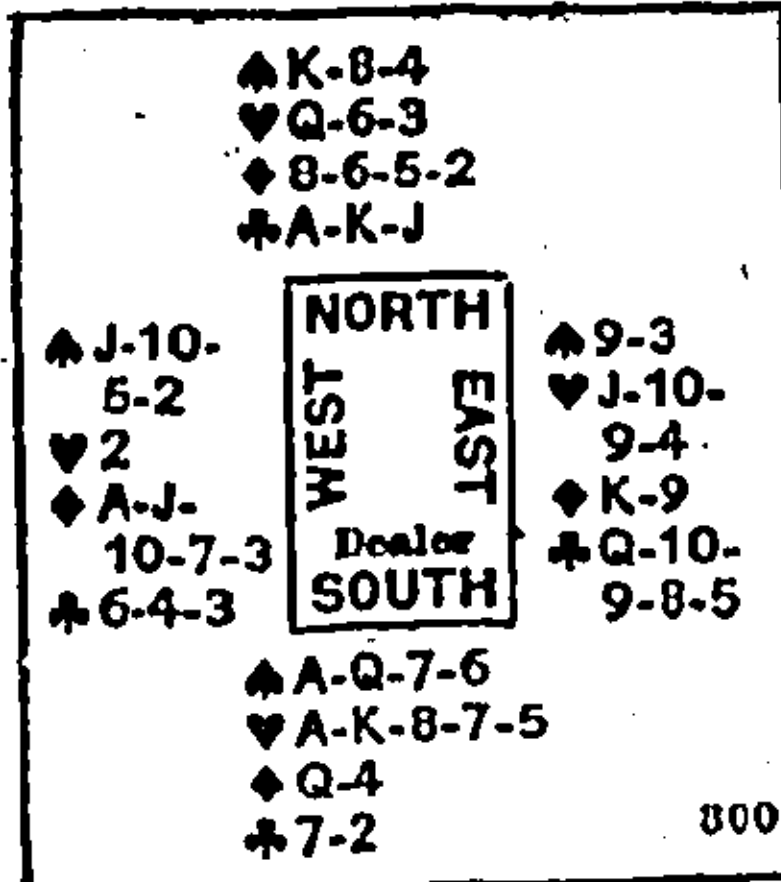 ♠K-8-4
♥Q-6-3
♦8-6-5-2
♣A-K-J
NORTH
♠J-10-
5-2
♥2
♦A-J-
10-7-3
♣6-4-3
WEST
EAST
♠9-3
♥J-10-
9-4
♦K-9
♣Q-10-
9-8-5
Dealer
SOUTH
♠A-Q-7-6
♥A-K-8-7-5
♦Q-4
♣7-2
800